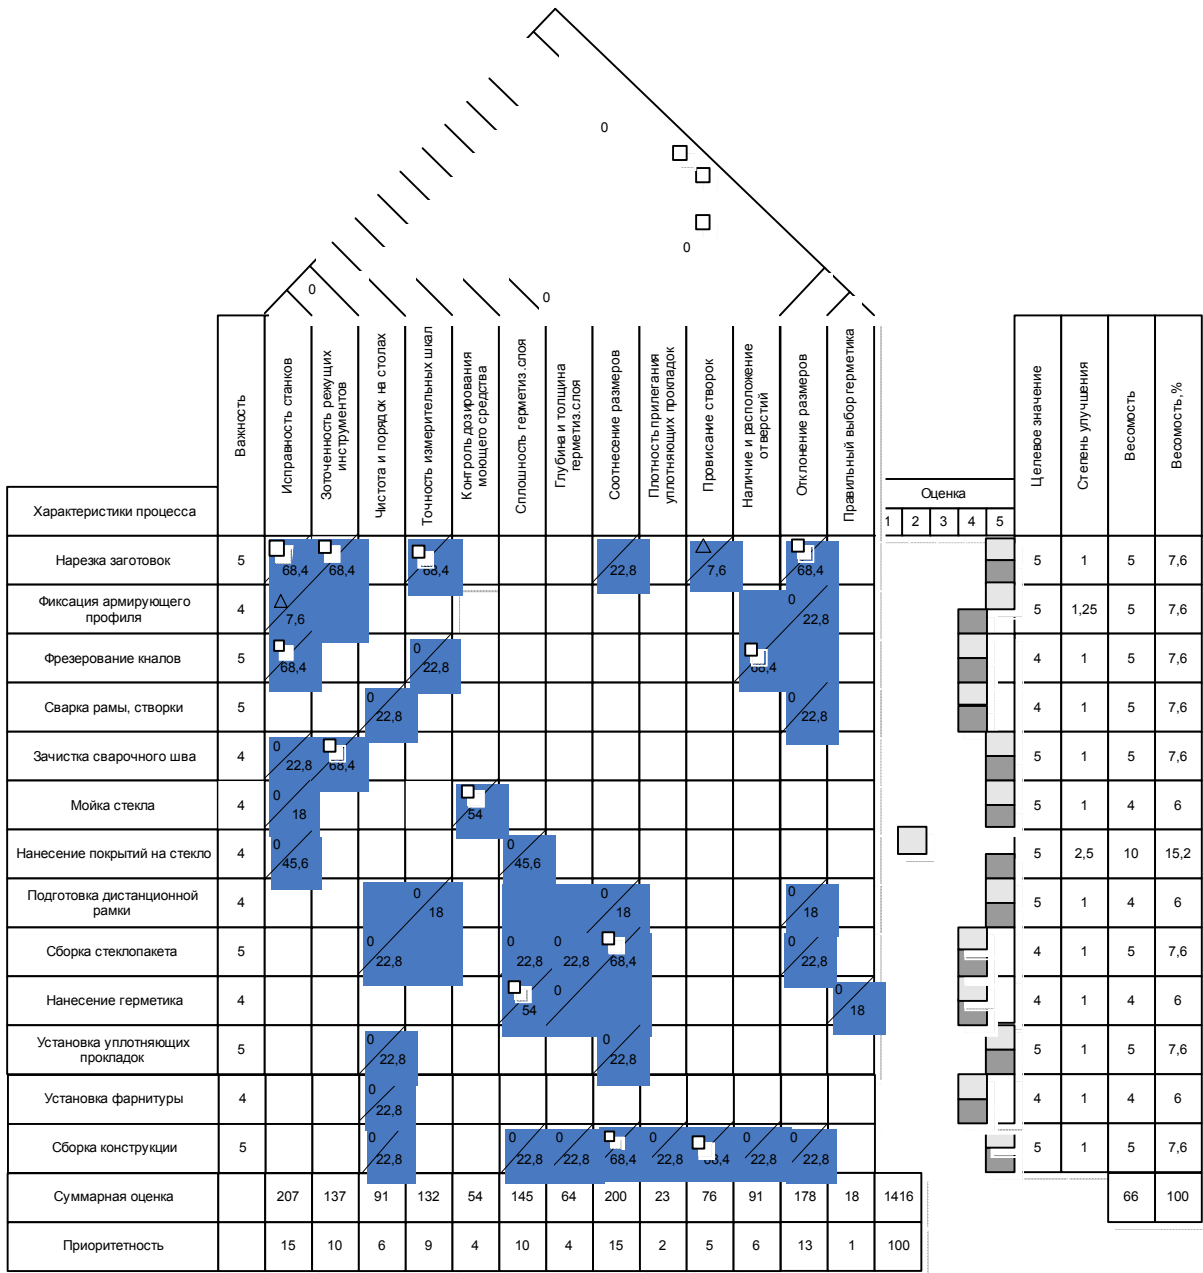 0
0
0
0
Важность
Исправность станков
Зоточенность режущих
инструментов
Чистота и порядок на столах
Точность измерительных шкал
Контроль дозирования
моющего средства
Сплошность герметиз.слоя
Глубина и толщина
герметиз.слоя
Соотнесение размеров
Плотность прилегания
уплотняющих прокладок
Провисание створок
Наличие и расположение
отверстий
Отклонение размеров
Правильный выбор герметика
Целевое значение
Степень улучшения
Весомость
Весомость,%
Оценка
Характеристики процесса
1 2 3 4 5
Нарезка заготовок 5 68,4 68,4 68,4 22,8 7,6 68,4 5 1 5 7,6
Фиксация армирующего
профиля
4 7,6 0 22,8 5 1,25 5 7,6
Фрезерование кналов 5 68,4 0 22,8 68,4 4 1 5 7,6
Сварка рамы, створки 5 0 22,8 0 22,8 4 1 5 7,6
Зачистка сварочного шва 4 0 22,8 68,4 5 1 5 7,6
Мойка стекла 4 0 18 54 5 1 4 6
Нанесение покрытий на стекло 4 0 45,6 0 45,6 5 2,5 10 15,2
Подготовка дистанционной
рамки
4 0 18 0 18 0 18 5 1 4 6
Сборка стеклопакета 5 0 22,8 0 22,8 0 22,8 68,4 0 22,8 4 1 5 7,6
Нанесение герметика 4 54 0 0 18 4 1 4 6
Установка уплотняющих
прокладок
5 0 22,8 0 22,8 5 1 5 7,6
Установка фарнитуры 4 0 22,8 4 1 4 6
Сборка конструкции 5 0 22,8 0 22,8 0 22,8 68,4 0 22,8 68,4 0 22,8 0 22,8 5 1 5 7,6
Суммарная оценка 207 137 91 132 54 145 64 200 23 76 91 178 18 1416 66 100
Приоритетность 15 10 6 9 4 10 4 15 2 5 6 13 1 100